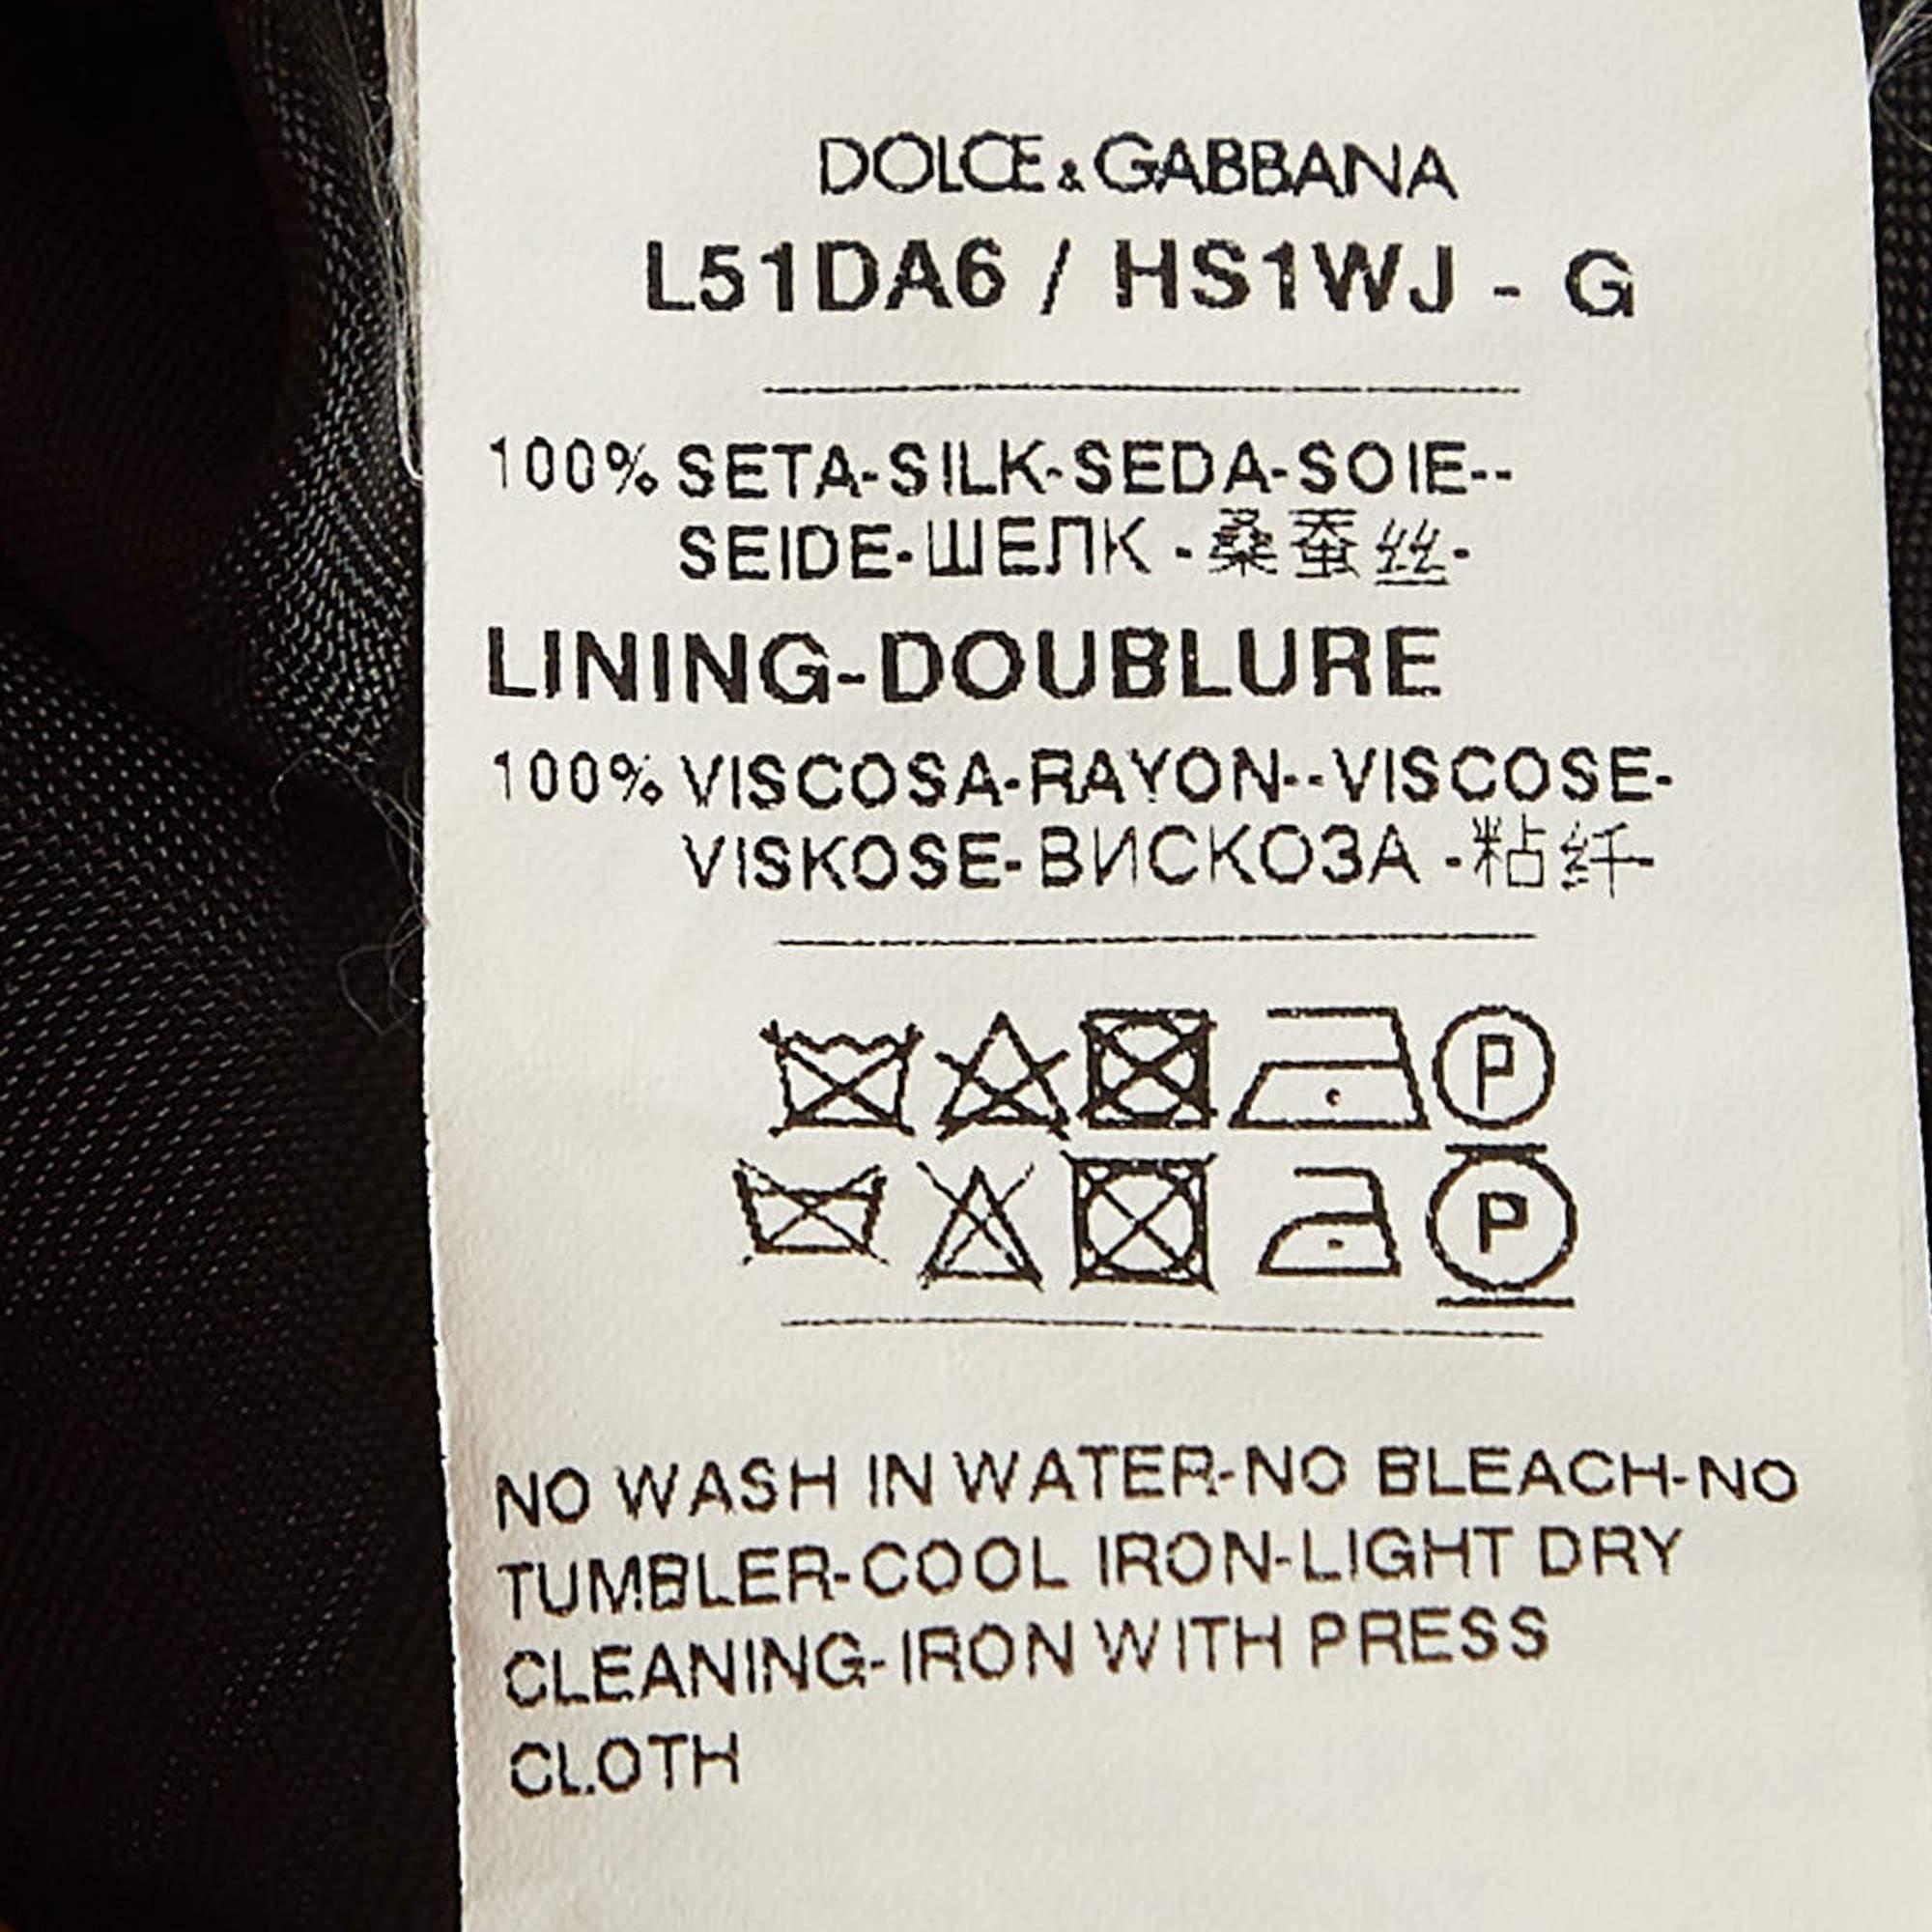 DOLCE & GABBANA
L51DA6 / HS1WJ - G
100% SETA-SILK-SEDA-SOIE--
SEIDE-ШЕЛК -桑蚕丝-
LINING-DOUBLURE
100% VISCOSA-RAYON--VISCOSE-
VISKOSE-ВИСКОЗА -粘纤-
P
P
NO WASH IN WATER-NO BLEACH-NO
TUMBLER-COOL IRON-LIGHT DRY
CLEANING-IRON WITH PRESS
CLOTH